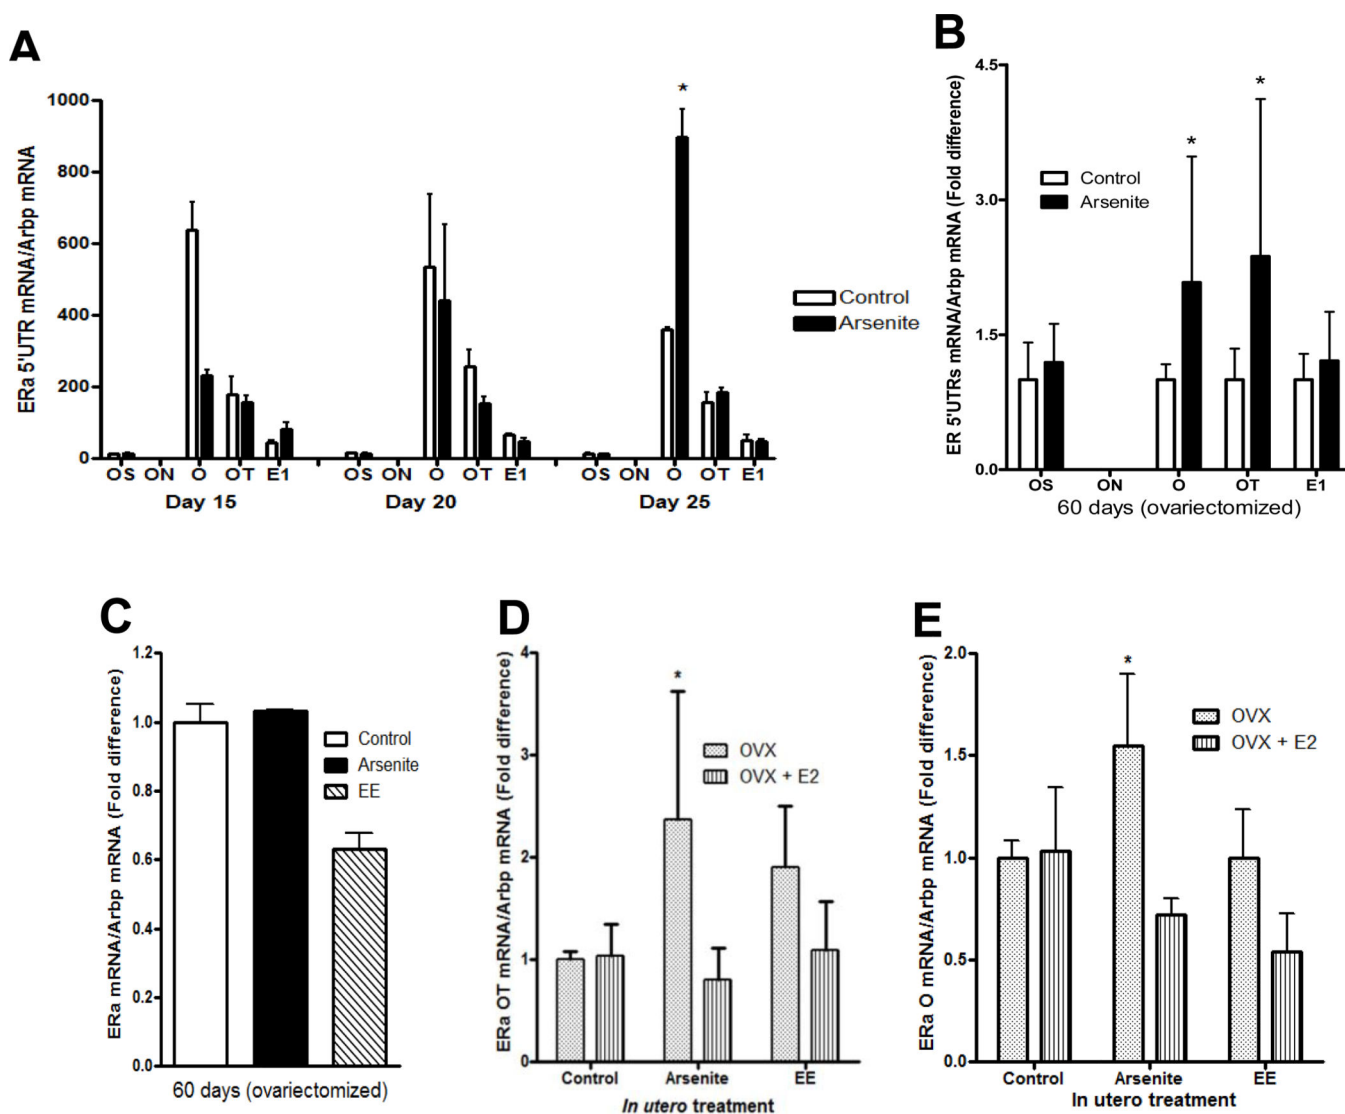 A
ERa 5'UTR mRNA/Arbp mRNA
1000
800
600
400
200
0
*
Control
Arsenite
OS ON O OT E1 OS ON O OT E1 OS ON O OT E1
Day 15 Day 20 Day 25
B
ER 5'UTRs mRNA/Arbp mRNA (Fold difference)
4.5
3.0
1.5
0.0
*
*
Control
Arsenite
OS ON O OT E1
60 days (ovariectomized)
C
ERa mRNA/Arbp mRNA (Fold difference)
1.2
1.0
0.8
0.6
0.4
0.2
0.0
Control
Arsenite
EE
60 days (ovariectomized)
D
ERa OT mRNA/Arbp mRNA (Fold difference)
4
3
2
1
0
*
OVX
OVX + E2
Control Arsenite EE
In utero treatment
E
ERa O mRNA/Arbp mRNA (Fold difference)
2.0
1.5
1.0
0.5
0.0
*
OVX
OVX + E2
Control Arsenite EE
In utero treatment